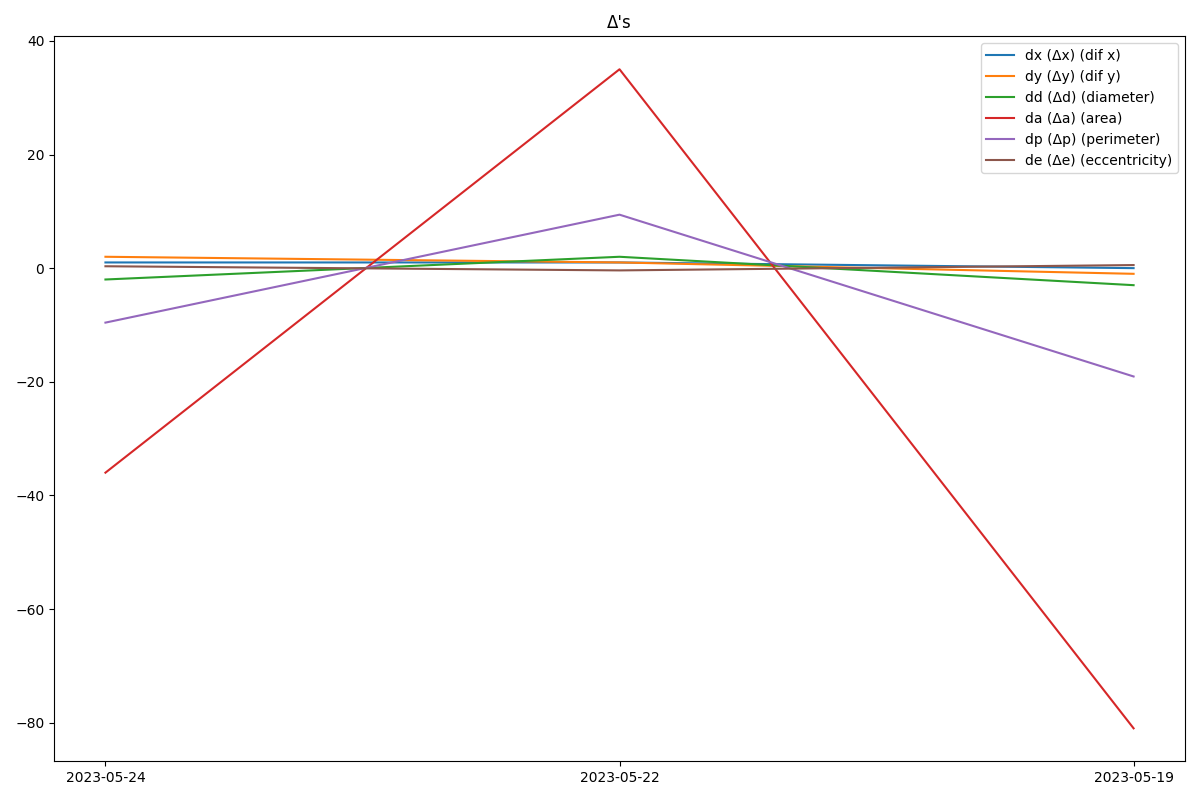 Δ's
40
20
0
−20
−40
−60
−80
2023-05-24
2023-05-22
2023-05-19
dx (Δx) (dif x)
dy (Δy) (dif y)
dd (Δd) (diameter)
da (Δa) (area)
dp (Δp) (perimeter)
de (Δe) (eccentricity)